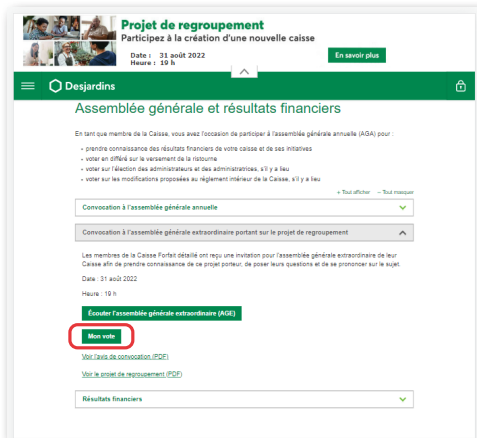 Projet de regroupement
Participez à la création d'une nouvelle caisse
Date : 31 août 2022
Heure : 19 h
En savoir plus
Desjardins
Assemblée générale et résultats financiers
En tant que membre de la Caisse, vous avez l'occasion de participer à l'assemblée générale annuelle (AGA) pour :
• prendre connaissance des résultats financiers de votre caisse et de ses initiatives
• voter en différé sur le versement de la ristourne
• voter sur l'élection des administrateurs et des administratrices, s'il y a lieu
• voter sur les modifications proposées au règlement intérieur de la Caisse, s'il y a lieu
+ Tout afficher – Tout masquer
Convocation à l'assemblée générale annuelle
Convocation à l'assemblée générale extraordinaire portant sur le projet de regroupement
Les membres de la Caisse Forfait détaillé ont reçu une invitation pour l'assemblée générale extraordinaire de leur
Caisse afin de prendre connaissance de ce projet porteur, de poser leurs questions et de se prononcer sur le sujet.
Date : 31 août 2022
Heure : 19 h
Écouter l'assemblée générale extraordinaire (AGE)
Mon vote
Voir l'avis de convocation (PDF)
Voir le projet de regroupement (PDF)
Résultats financiers